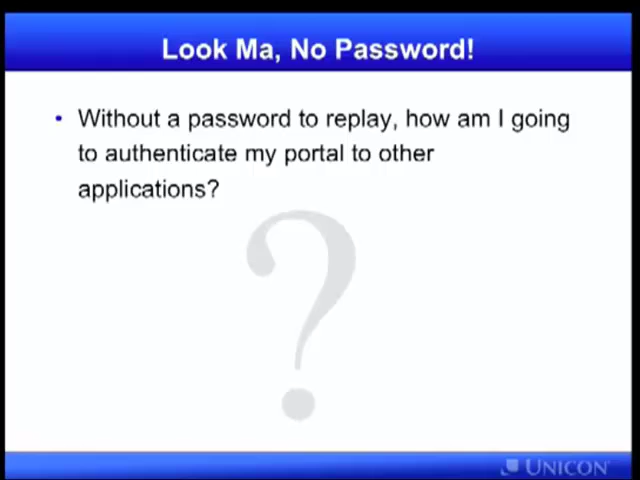 Look Ma, No Password!
• Without a password to replay, how am I going
to authenticate my portal to other
applications?
?
UNICON